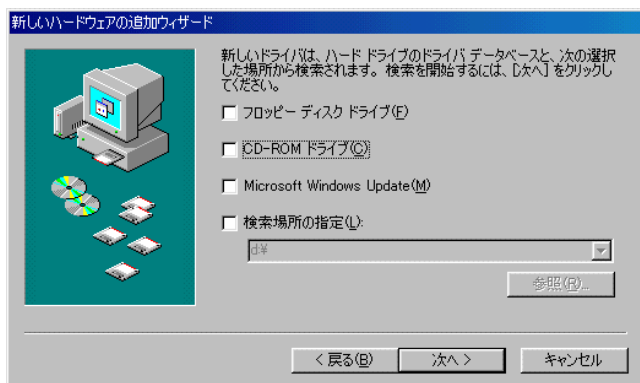 新しいハードウェアの追加ウィザード
新しいドライバは、ハード ドライブのドライバ データベースと、次の選択
した場所から検索されます。検索を開始するには、[次へ] をクリックし
てください。
フロッピー ディスク ドライブ(F)
CD-ROM ドライブ(C)
Microsoft Windows Update(M)
検索場所の指定(L):
d:¥
参照(R)...
< 戻る(B)
次へ >
キャンセル